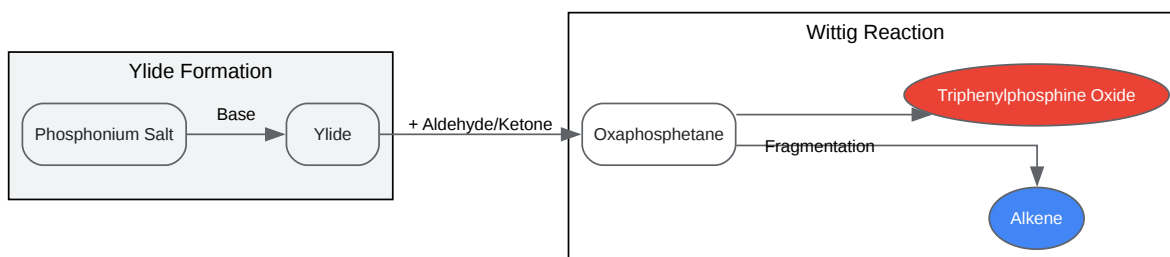 Ylide Formation
Phosphonium Salt
Base
Ylide
+ Aldehyde/Ketone
Wittig Reaction
Oxaphosphetane
Triphenylphosphine Oxide
Fragmentation
Alkene